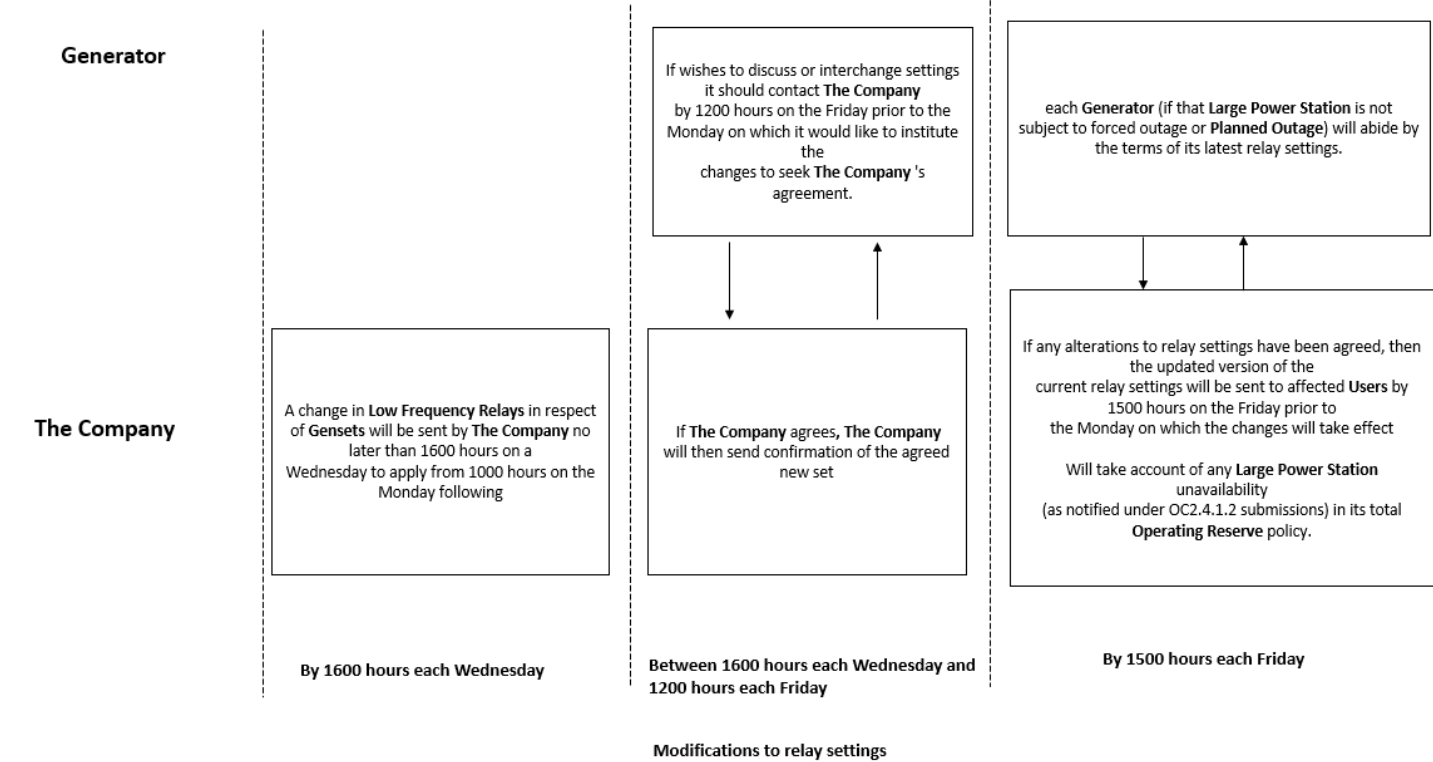 Generator
If wishes to discuss or interchange settings
it should contact The Company
by 1200 hours on the Friday prior to the
Monday on which it would like to institute
the
changes to seek The Company 's
agreement.
each Generator (if that Large Power Station is not
subject to forced outage or Planned Outage) will abide by
the terms of its latest relay settings.
The Company
A change in Low Frequency Relays in respect
of Gensets will be sent by The Company no
later than 1600 hours on a
Wednesday to apply from 1000 hours on the
Monday following
If The Company agrees, The Company
will then send confirmation of the agreed
new set
If any alterations to relay settings have been agreed, then
the updated version of the
current relay settings will be sent to affected Users by
1500 hours on the Friday prior to
the Monday on which the changes will take effect
Will take account of any Large Power Station
unavailability
(as notified under OC2.4.1.2 submissions) in its total
Operating Reserve policy.
By 1600 hours each Wednesday
Between 1600 hours each Wednesday and
1200 hours each Friday
By 1500 hours each Friday
Modifications to relay settings